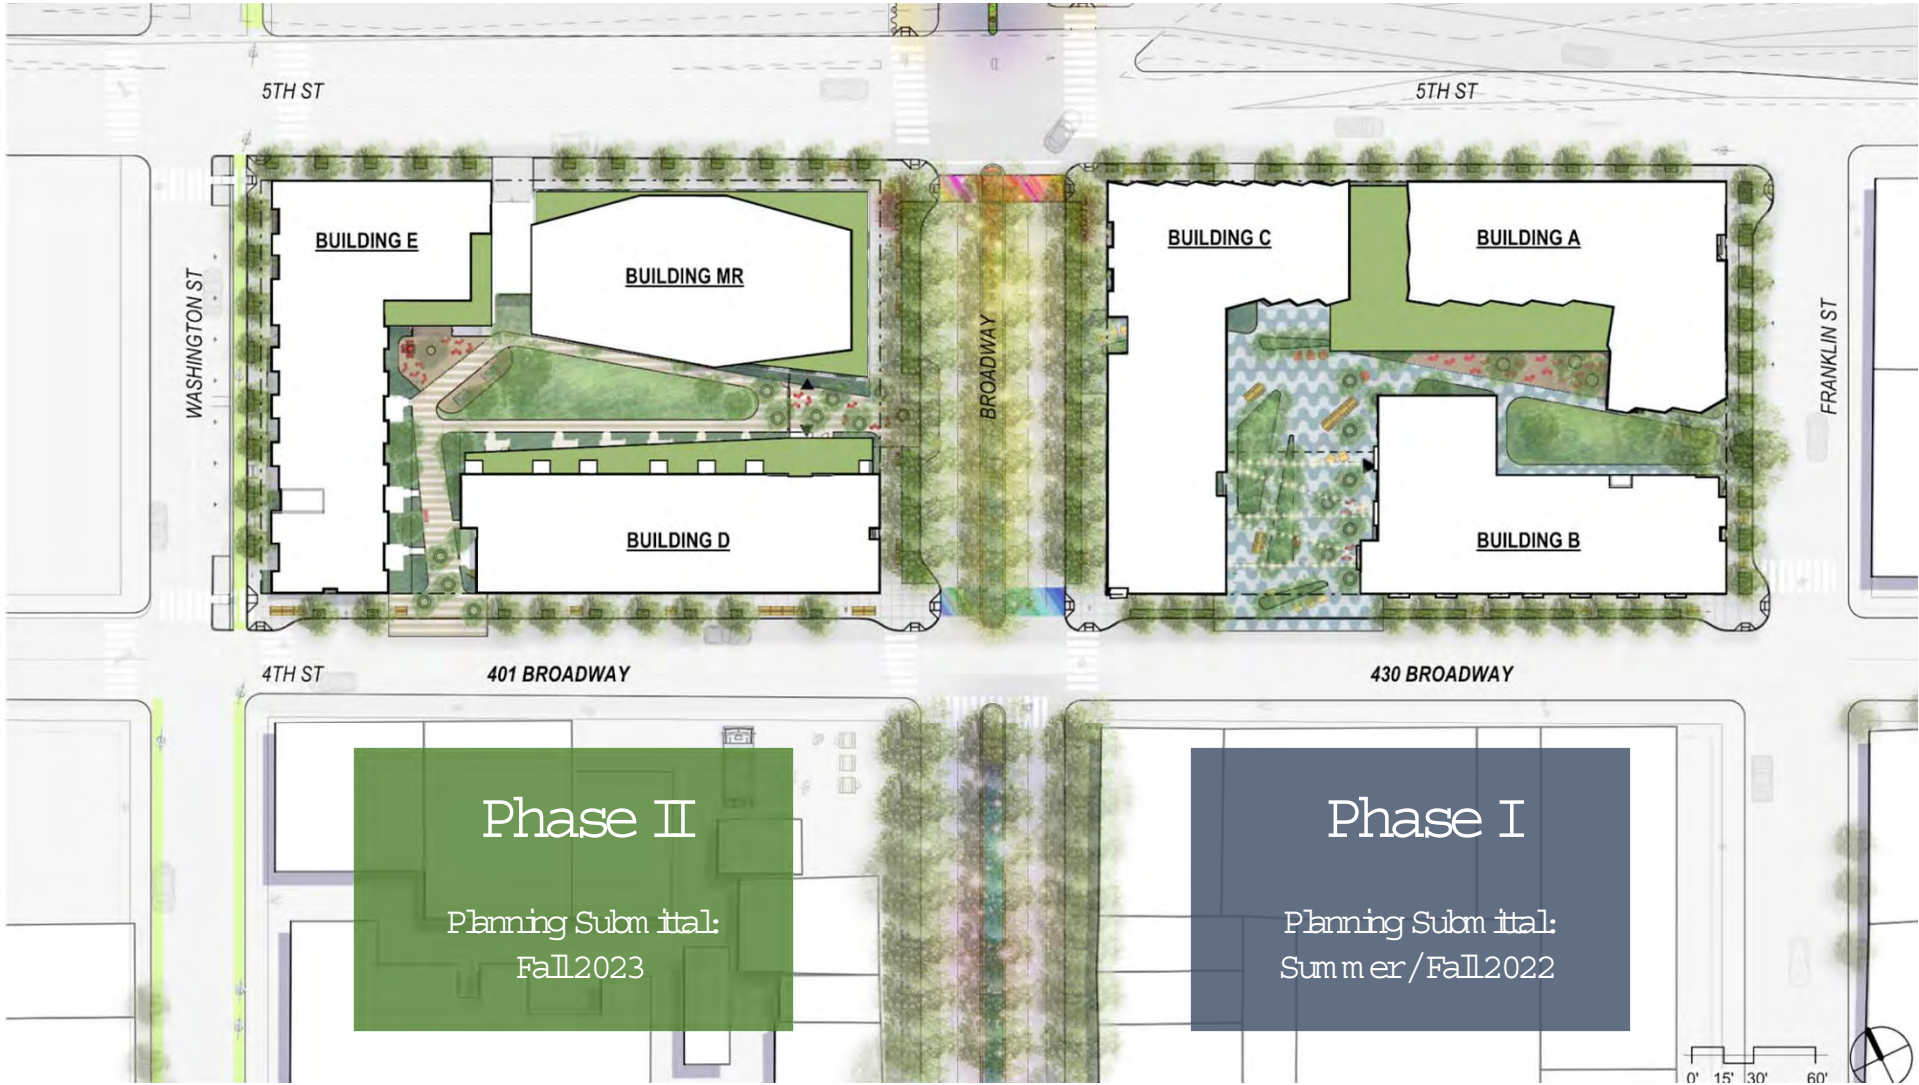 5TH ST
5TH ST
BUILDING E
BUILDING MR
BUILDING C
BUILDING A
WASHINGTON ST
BROADWAY
FRANKLIN ST
BUILDING D
BUILDING B
4TH ST
401 BROADWAY
430 BROADWAY
Phase II
Planning Submittal:
Fall 2023
Phase I
Planning Submittal:
Summer/Fall 2022
0' 15' 30' 60'